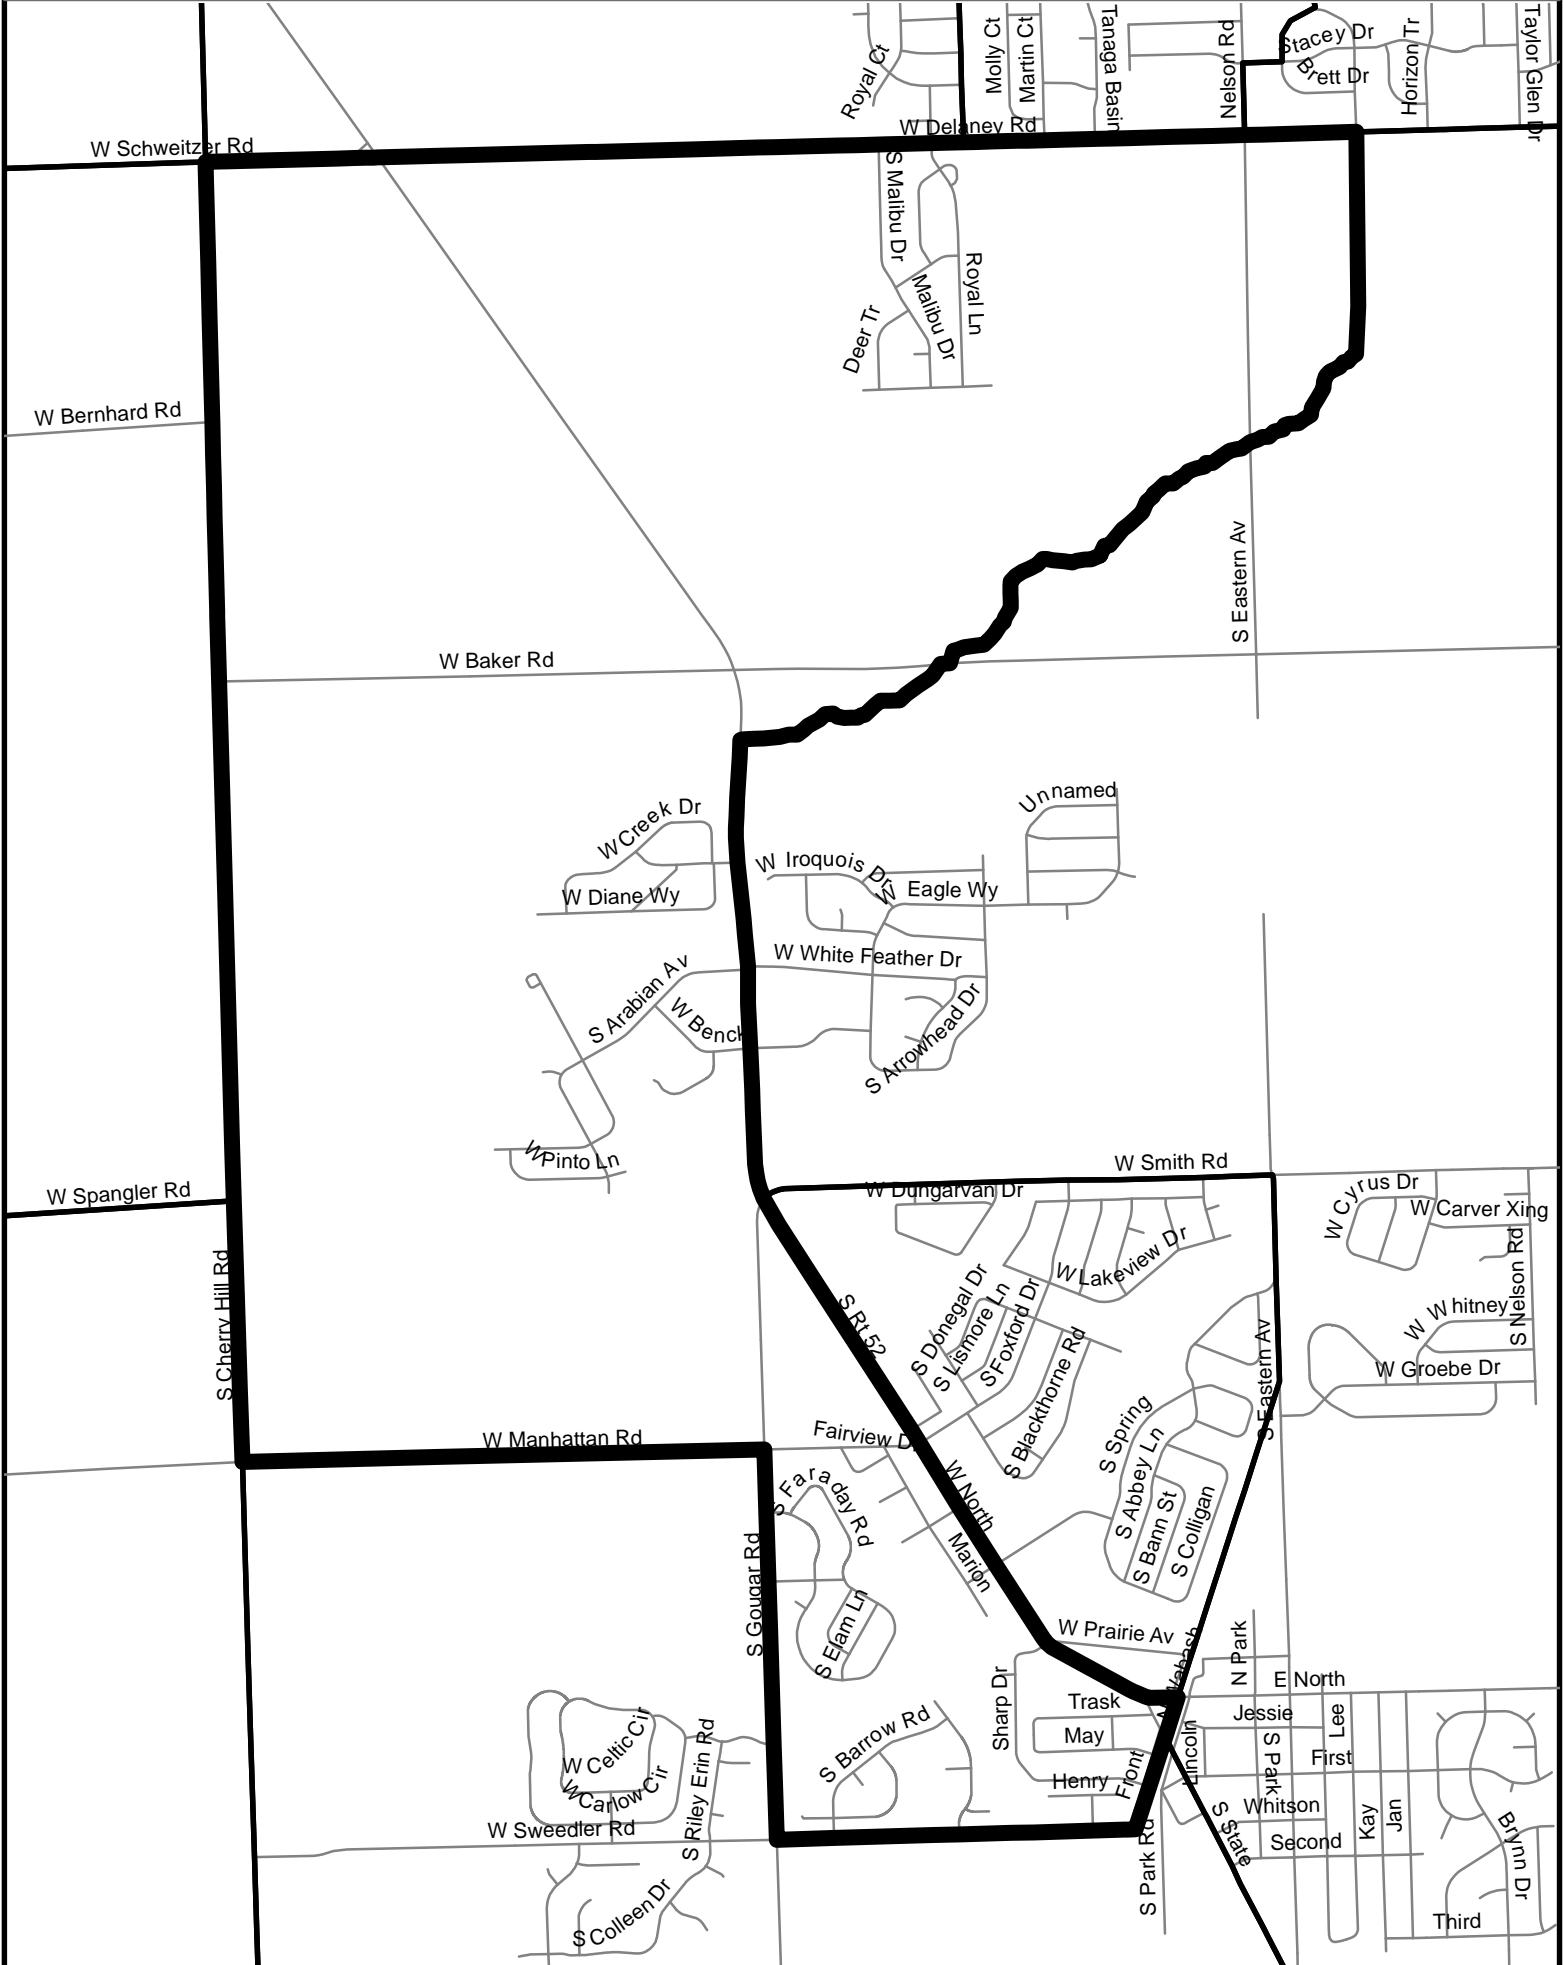 Royal Ct
Molly Ct
Martin Ct
Tanaga Basin
Nelson Rd
Stacey Dr
Brett Dr
Horizon Tr
Taylor Glen Dr
W Schweitzer Rd
W Delaney Rd
S Malibu Dr
Malibu Dr
Royal Ln
Deer Tr
W Bernhard Rd
S Eastern Av
W Baker Rd
W Creek Dr
W Diane Wy
W Iroquois Dr
W Eagle Wy
Unnamed
W White Feather Dr
S Arabian Av
W Benck
S Arrowhead Dr
W Pinto Ln
W Spangler Rd
W Smith Rd
W Dungarvan Dr
W Cyrus Dr
W Carver Xing
S Cherry Hill Rd
S Rt 52
S Donegal Dr
S Lismore Ln
S Foxford Dr
W Lakeview Dr
S Blackthorne Rd
S Eastern Av
W Whitney
S Nelson Rd
W Groebe Dr
W Manhattan Rd
Fairview Dr
S Spring
S Abbey Ln
S Bann St
S Colligan
S Faraday Rd
W North
Marion
S Gougar Rd
S Elam Ln
W Prairie Av
N Wabash
N Park
E North
Sharp Dr
Trask
May
Henry
Front
Lincoln
Jessie
S Park
Lee
First
W Celtic Cir
W Carlow Cir
S Riley Erin Rd
S Barrow Rd
W Sweedler Rd
S Park Rd
S State
Whitson
Second
Kay
Jan
Brynn Dr
Third
S Colleen Dr